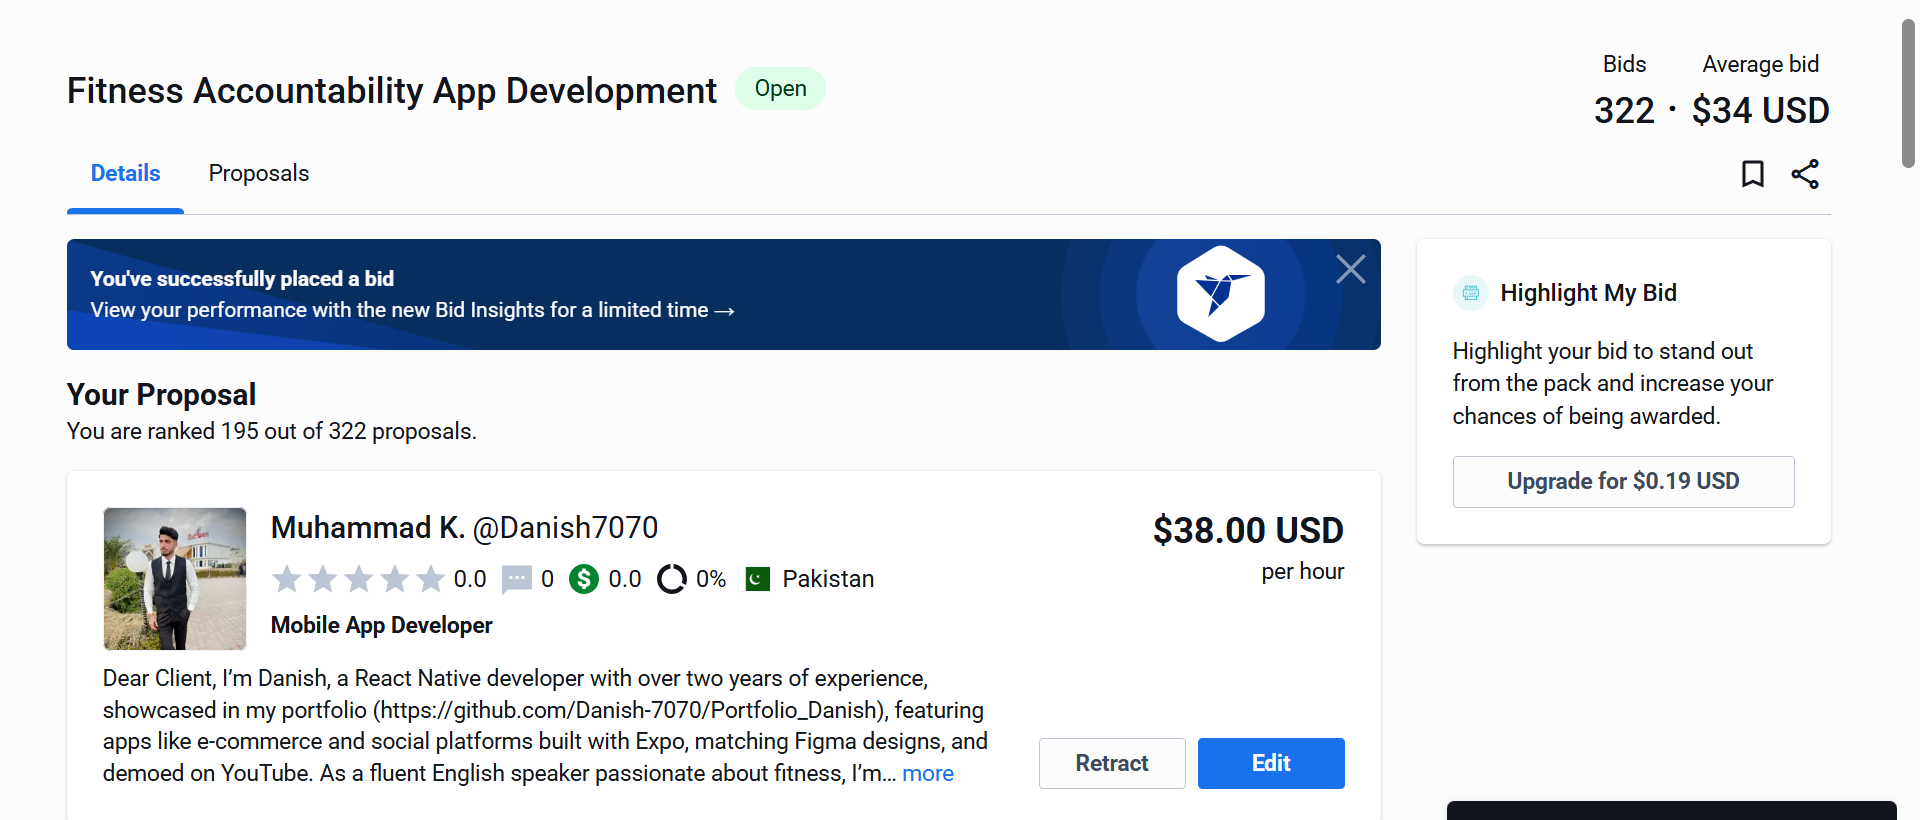 Fitness Accountability App Development
Open
Bids
Average bid
322 · $34 USD
Details
Proposals
You've successfully placed a bid
View your performance with the new Bid Insights for a limited time →
Highlight My Bid
Highlight your bid to stand out
from the pack and increase your
chances of being awarded.
Upgrade for $0.19 USD
Your Proposal
You are ranked 195 out of 322 proposals.
Muhammad K. @Danish7070
$38.00 USD
per hour
0.0 0 0.0 0% Pakistan
Mobile App Developer
Dear Client, I’m Danish, a React Native developer with over two years of experience,
showcased in my portfolio (https://github.com/Danish-7070/Portfolio_Danish), featuring
apps like e-commerce and social platforms built with Expo, matching Figma designs, and
demoed on YouTube. As a fluent English speaker passionate about fitness, I’m... more
Retract
Edit